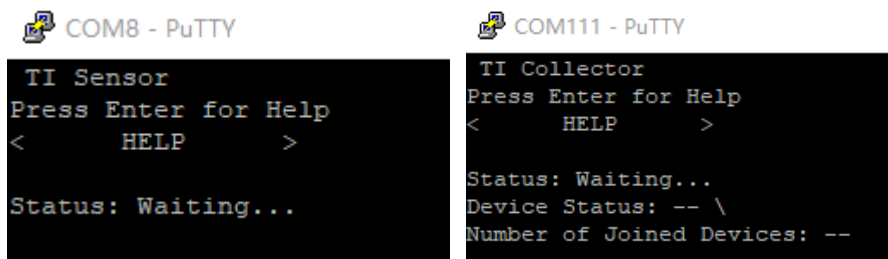 COM8 - PuTTY
TI Sensor
Press Enter for Help
<      HELP      >
Status: Waiting...
COM111 - PuTTY
TI Collector
Press Enter for Help
<      HELP      >
Status: Waiting...
Device Status: -- \
Number of Joined Devices: --